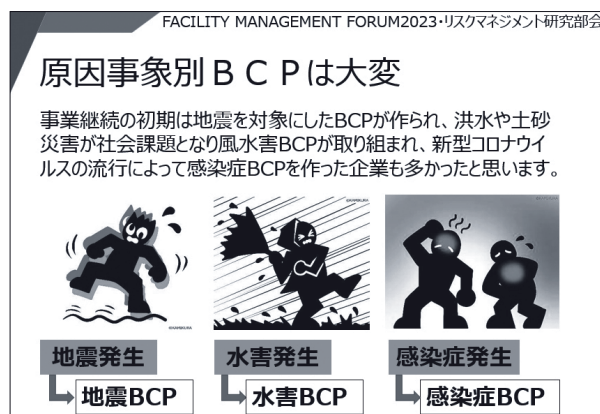 FACILITY MANAGEMENT FORUM2023・リスクマネジメント研究部会
原因事象別ＢＣＰは大変
事業継続の初期は地震を対象にしたBCPが作られ、洪水や土砂
災害が社会課題となり風水害BCPが取り組まれ、新型コロナウイ
ルスの流行によって感染症BCPを作った企業も多かったと思います。
地震発生
水害発生
感染症発生
地震BCP
水害BCP
感染症BCP